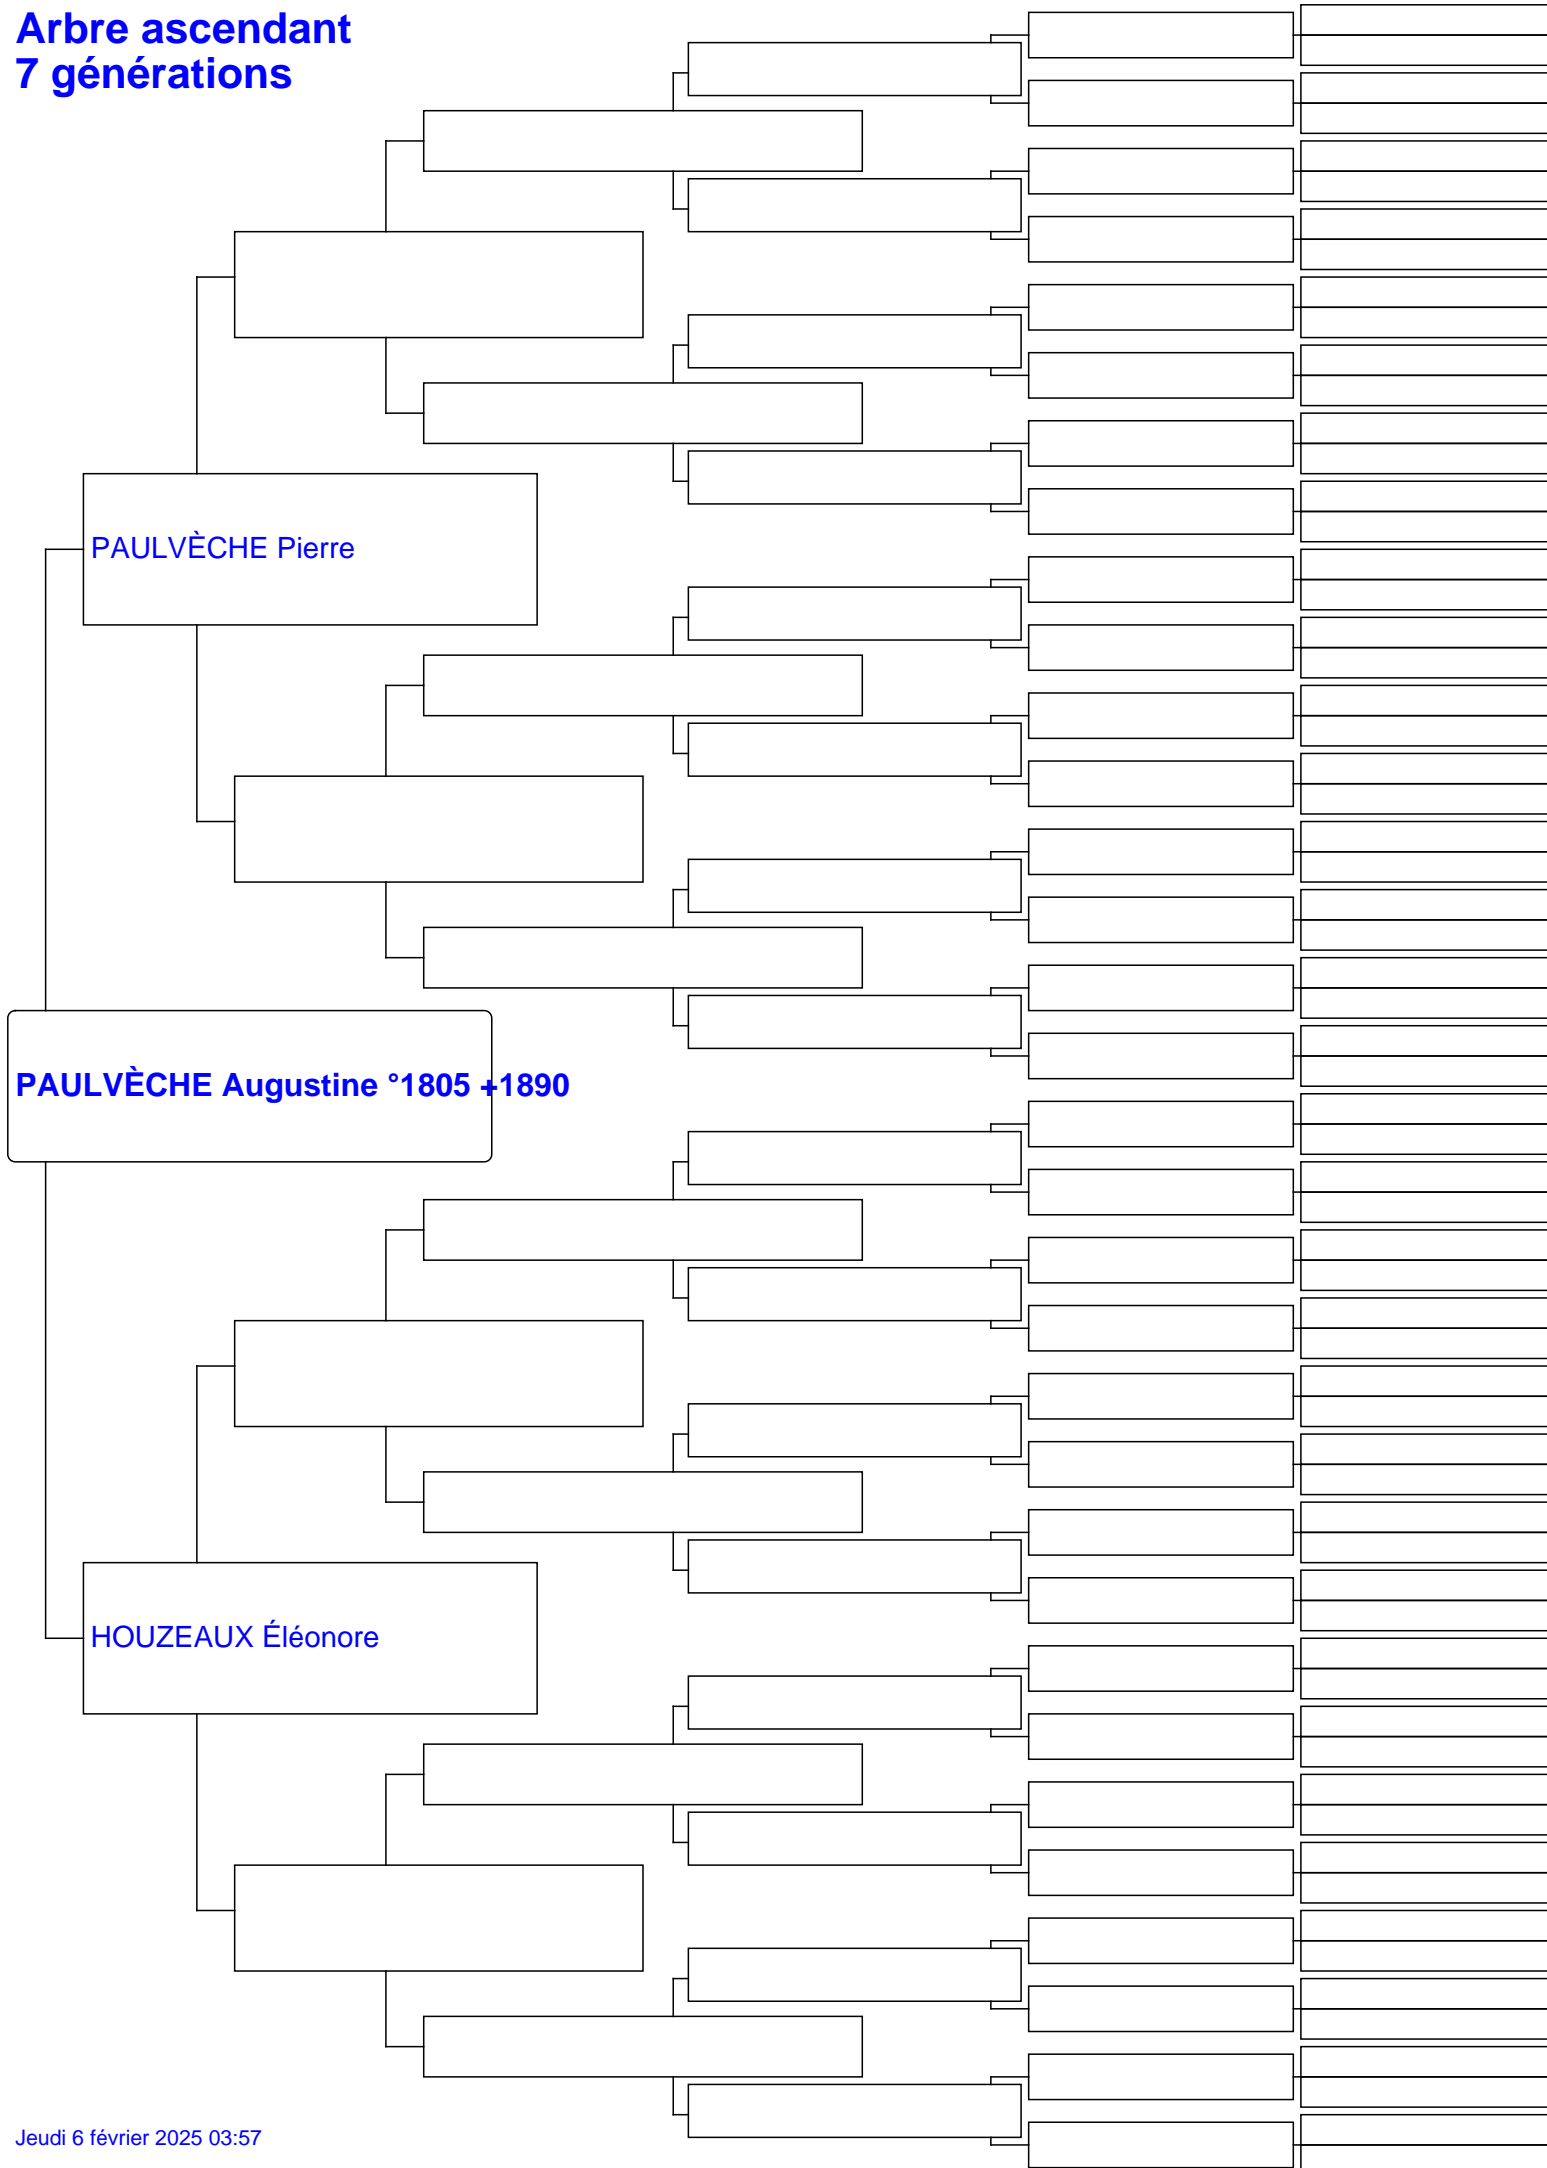 Arbre ascendant
7 générations
PAULVÈCHE Pierre
PAULVÈCHE Augustine °1805 +1890
HOUZEAUX Éléonore
Jeudi 6 février 2025 03:57